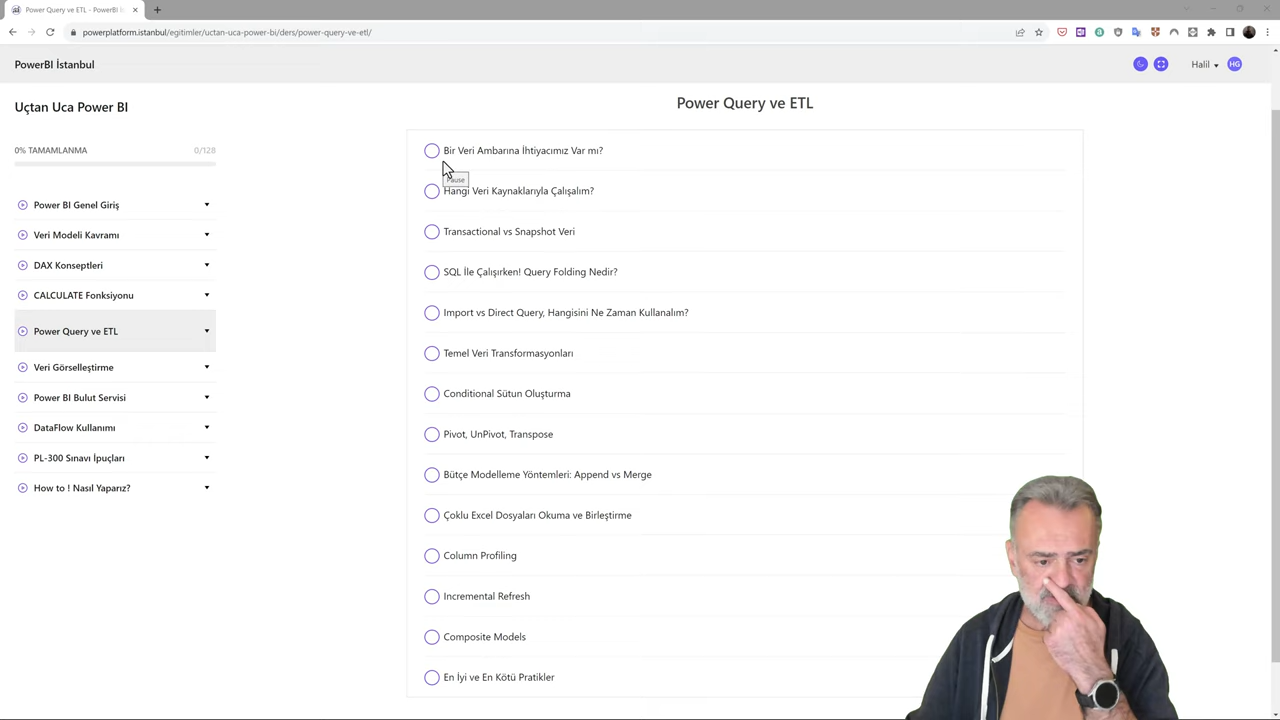 Power Query ve ETL - PowerBI İ
powerplatform.istanbul/egitimler/uctan-uca-power-bi/ders/power-query-ve-etl/
PowerBI İstanbul
Halil
HG
Uçtan Uca Power BI
0% TAMAMLANMA
0/128
Power BI Genel Giriş
Veri Modeli Kavramı
DAX Konseptleri
CALCULATE Fonksiyonu
Power Query ve ETL
Veri Görselleştirme
Power BI Bulut Servisi
DataFlow Kullanımı
PL-300 Sınavı İpuçları
How to ! Nasıl Yaparız?
Power Query ve ETL
Bir Veri Ambarına İhtiyacımız Var mı?
Pause
Hangi Veri Kaynaklarıyla Çalışalım?
Transactional vs Snapshot Veri
SQL İle Çalışırken! Query Folding Nedir?
Import vs Direct Query, Hangisini Ne Zaman Kullanalım?
Temel Veri Transformasyonları
Conditional Sütun Oluşturma
Pivot, UnPivot, Transpose
Bütçe Modelleme Yöntemleri: Append vs Merge
Çoklu Excel Dosyaları Okuma ve Birleştirme
Column Profiling
Incremental Refresh
Composite Models
En İyi ve En Kötü Pratikler